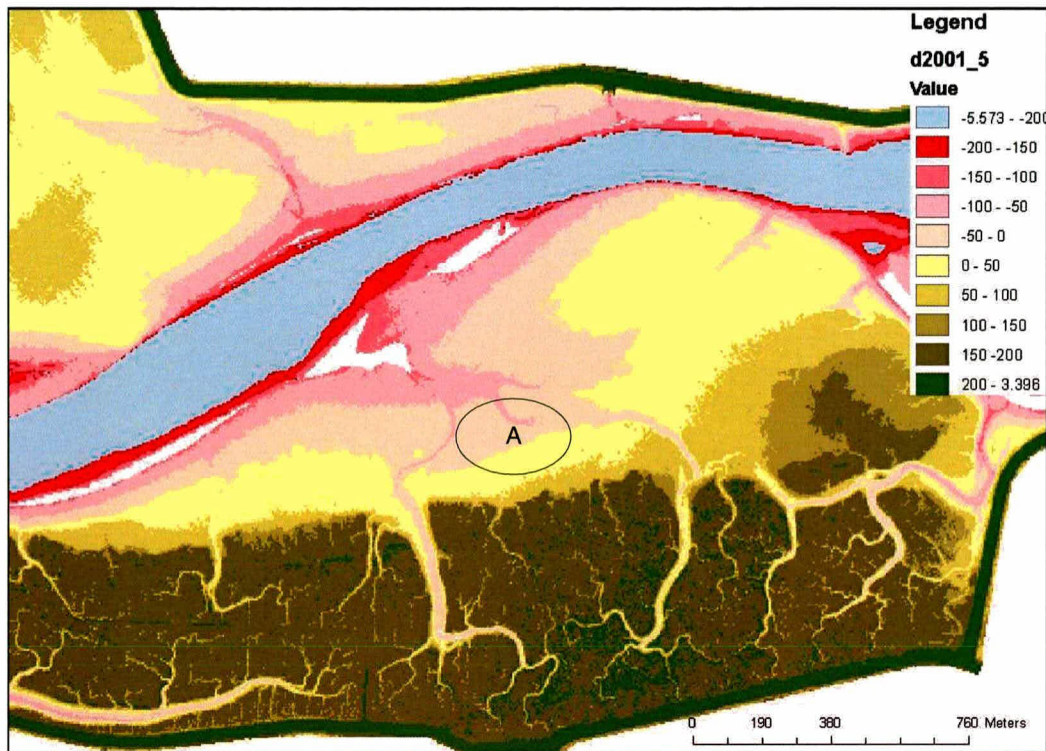 Legend
d2001_5
Value
-5.573 - -200
-200 - -150
-150 - -100
-100 - -50
-50 - 0
0 - 50
50 - 100
100 - 150
150 -200
200 - 3.396
A
0 190 380 760 Meters